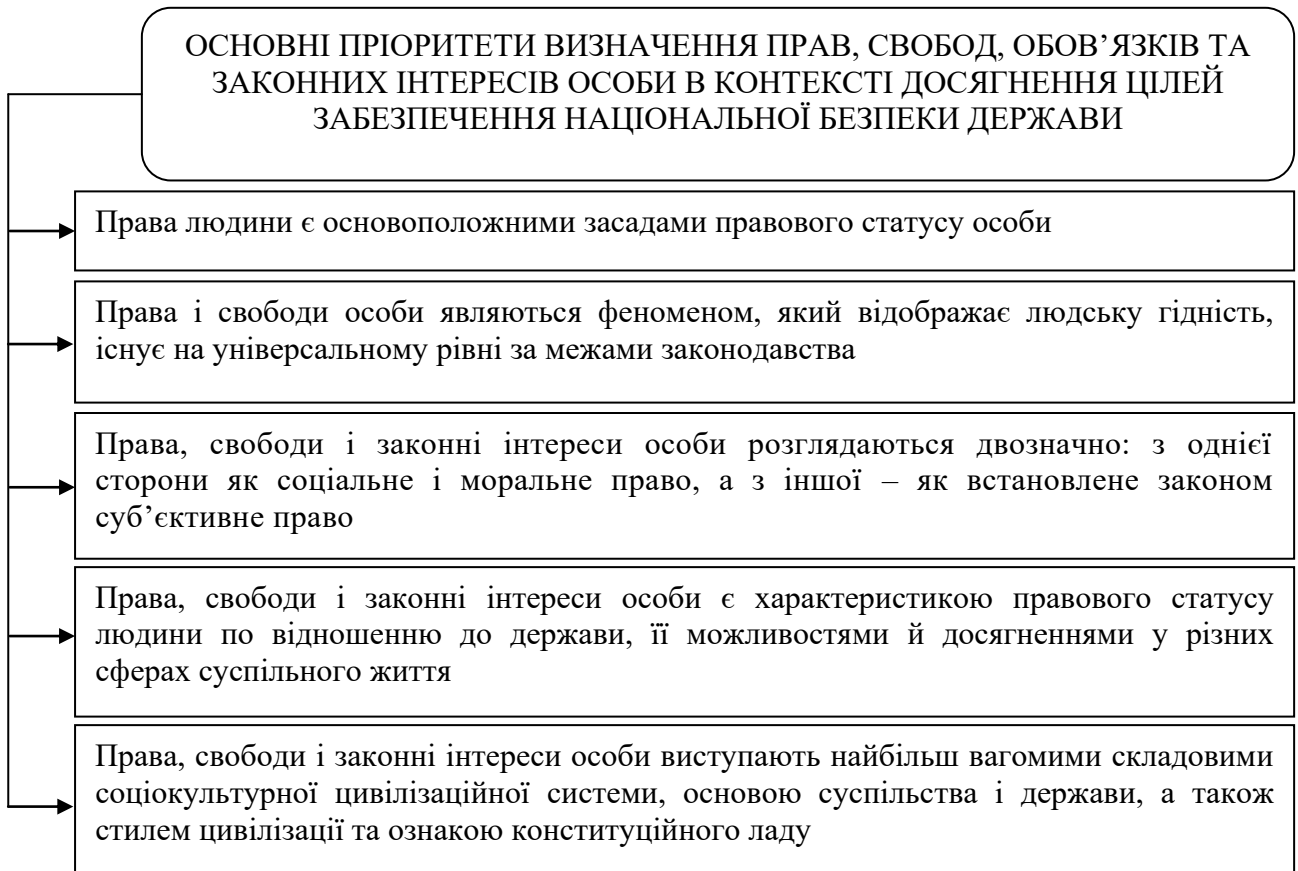 ОСНОВНІ ПРІОРИТЕТИ ВИЗНАЧЕННЯ ПРАВ, СВОБОД, ОБОВ’ЯЗКІВ ТА
ЗАКОННИХ ІНТЕРЕСІВ ОСОБИ В КОНТЕКСТІ ДОСЯГНЕННЯ ЦІЛЕЙ
ЗАБЕЗПЕЧЕННЯ НАЦІОНАЛЬНОЇ БЕЗПЕКИ ДЕРЖАВИ
Права людини є основоположними засадами правового статусу особи
Права і свободи особи являються феноменом, який відображає людську гідність,
існує на універсальному рівні за межами законодавства
Права, свободи і законні інтереси особи розглядаються двозначно: з однієї
сторони як соціальне і моральне право, а з іншої – як встановлене законом
суб’єктивне право
Права, свободи і законні інтереси особи є характеристикою правового статусу
людини по відношенню до держави, її можливостями й досягненнями у різних
сферах суспільного життя
Права, свободи і законні інтереси особи виступають найбільш вагомими складовими
соціокультурної цивілізаційної системи, основою суспільства і держави, а також
стилем цивілізації та ознакою конституційного ладу